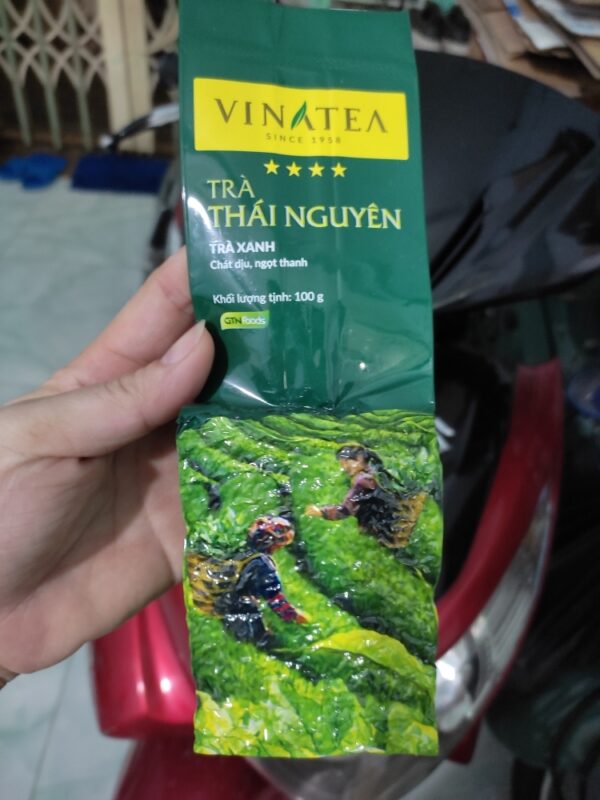 VINATEA
SINCE 1958
TRÀ
THÁI NGUYÊN
TRÀ XANH
Chát dịu, ngọt thanh
Khối lượng tịnh: 100 g
GTNfoods